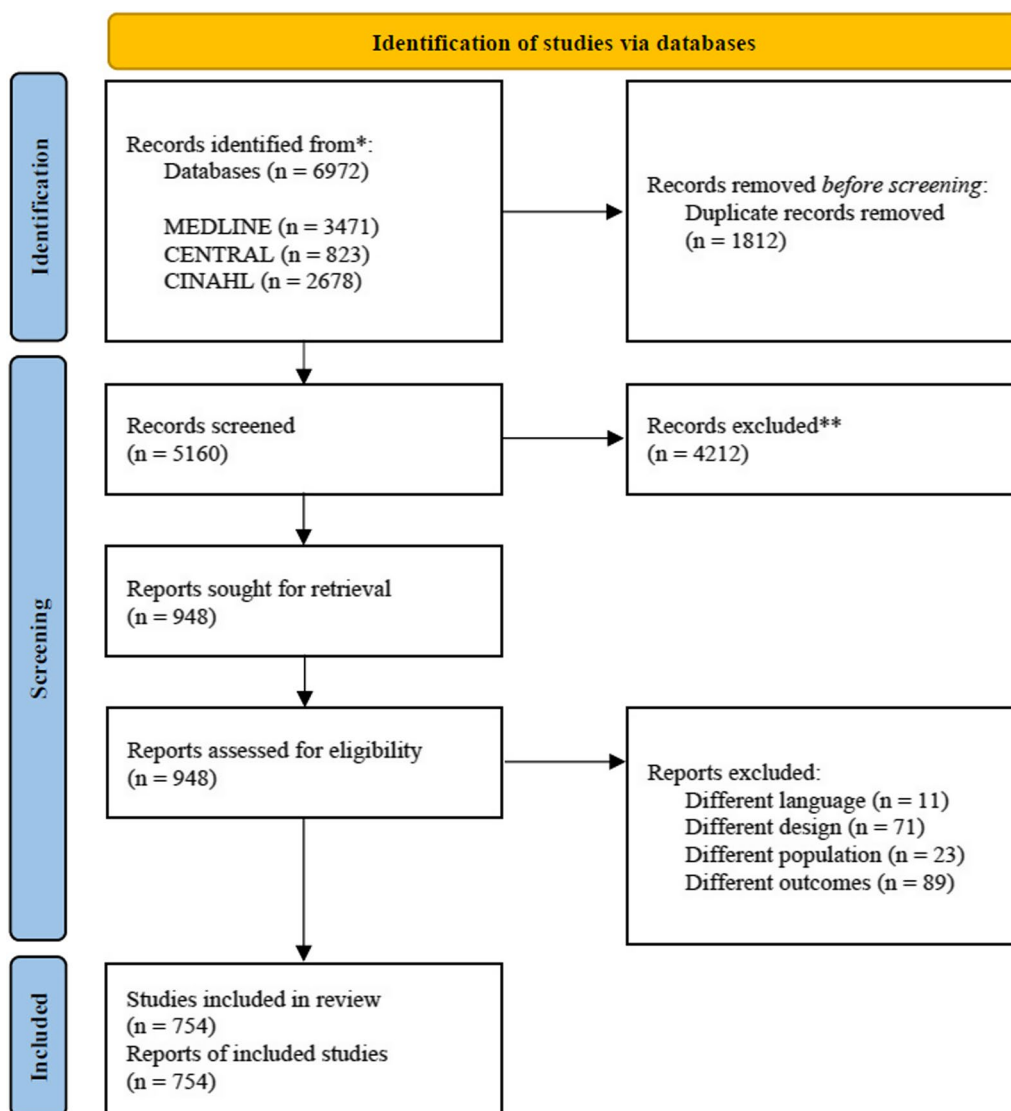 Identification of studies via databases
Identification
Records identified from*:
Databases (n = 6972)
MEDLINE (n = 3471)
CENTRAL (n = 823)
CINAHL (n = 2678)
Records removed before screening:
Duplicate records removed
(n = 1812)
Screening
Records screened
(n = 5160)
Records excluded**
(n = 4212)
Reports sought for retrieval
(n = 948)
Reports assessed for eligibility
(n = 948)
Reports excluded:
Different language (n = 11)
Different design (n = 71)
Different population (n = 23)
Different outcomes (n = 89)
Included
Studies included in review
(n = 754)
Reports of included studies
(n = 754)